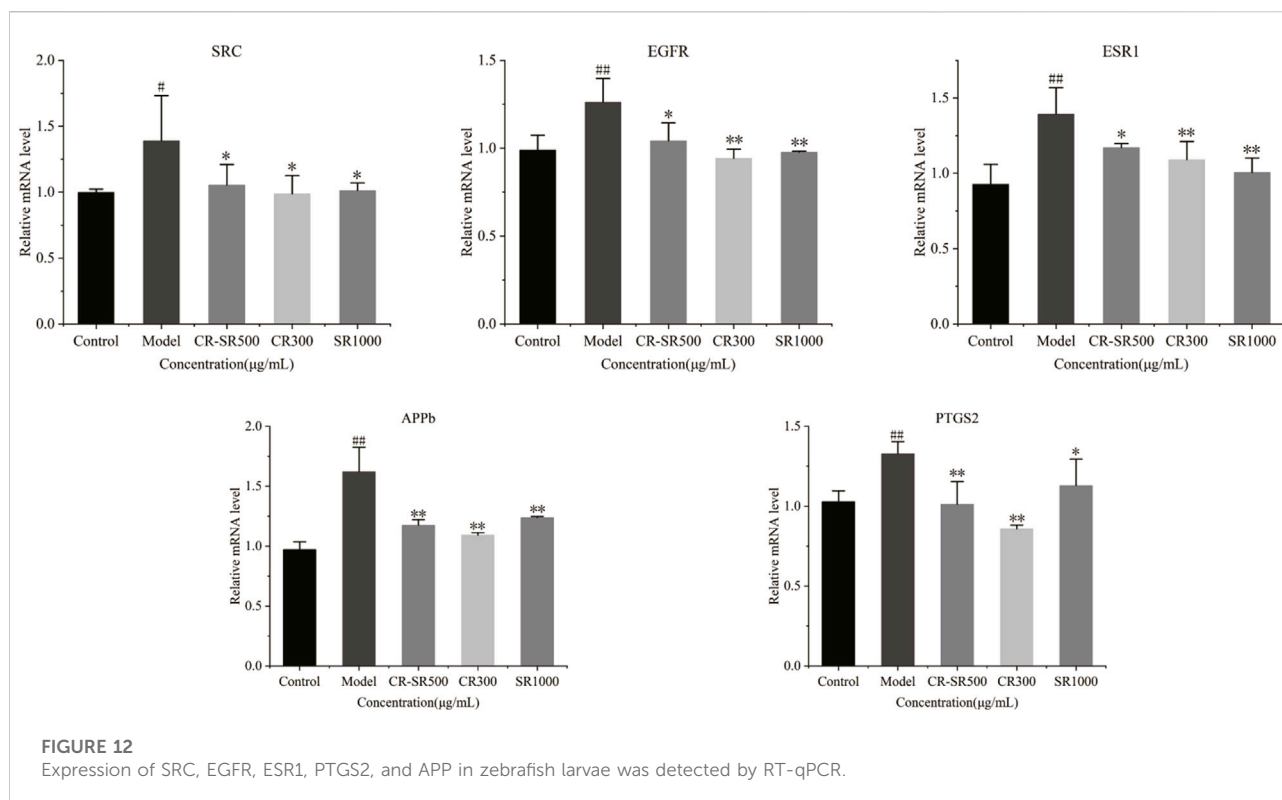 SRC
2.0
#
1.5
*
*
*
1.0
0.5
0.0
Relative mRNA level
Control Model CR-SR500 CR300 SR1000
Concentration(μg/mL)
EGFR
1.5
##
*
**
**
1.0
0.5
0.0
Relative mRNA level
Control Model CR-SR500 CR300 SR1000
Concentration(μg/mL)
ESR1
##
1.5
*
**
**
1.0
0.5
0.0
Relative mRNA level
Control Model CR-SR500 CR300 SR1000
Concentration(μg/mL)
APPb
2.0
##
1.5
**
**
**
1.0
0.5
0.0
Relative mRNA level
Control Model CR-SR500 CR300 SR1000
Concentration(μg/mL)
PTGS2
1.5
##
**
**
*
1.0
0.5
0.0
Relative mRNA level
Control Model CR-SR500 CR300 SR1000
Concentration(μg/mL)
FIGURE 12
Expression of SRC, EGFR, ESR1, PTGS2, and APP in zebrafish larvae was detected by RT-qPCR.